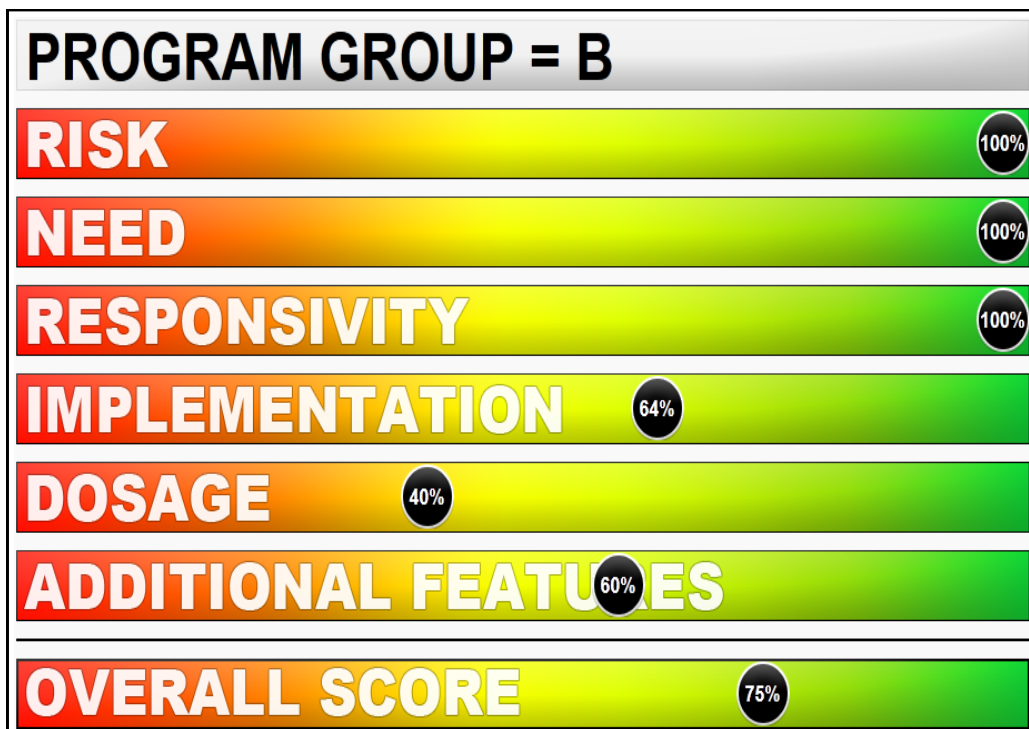 PROGRAM GROUP = B
RISK 100%
NEED 100%
RESPONSIVITY 100%
IMPLEMENTATION 64%
DOSAGE 40%
ADDITIONAL FEATURES 60%
OVERALL SCORE 75%